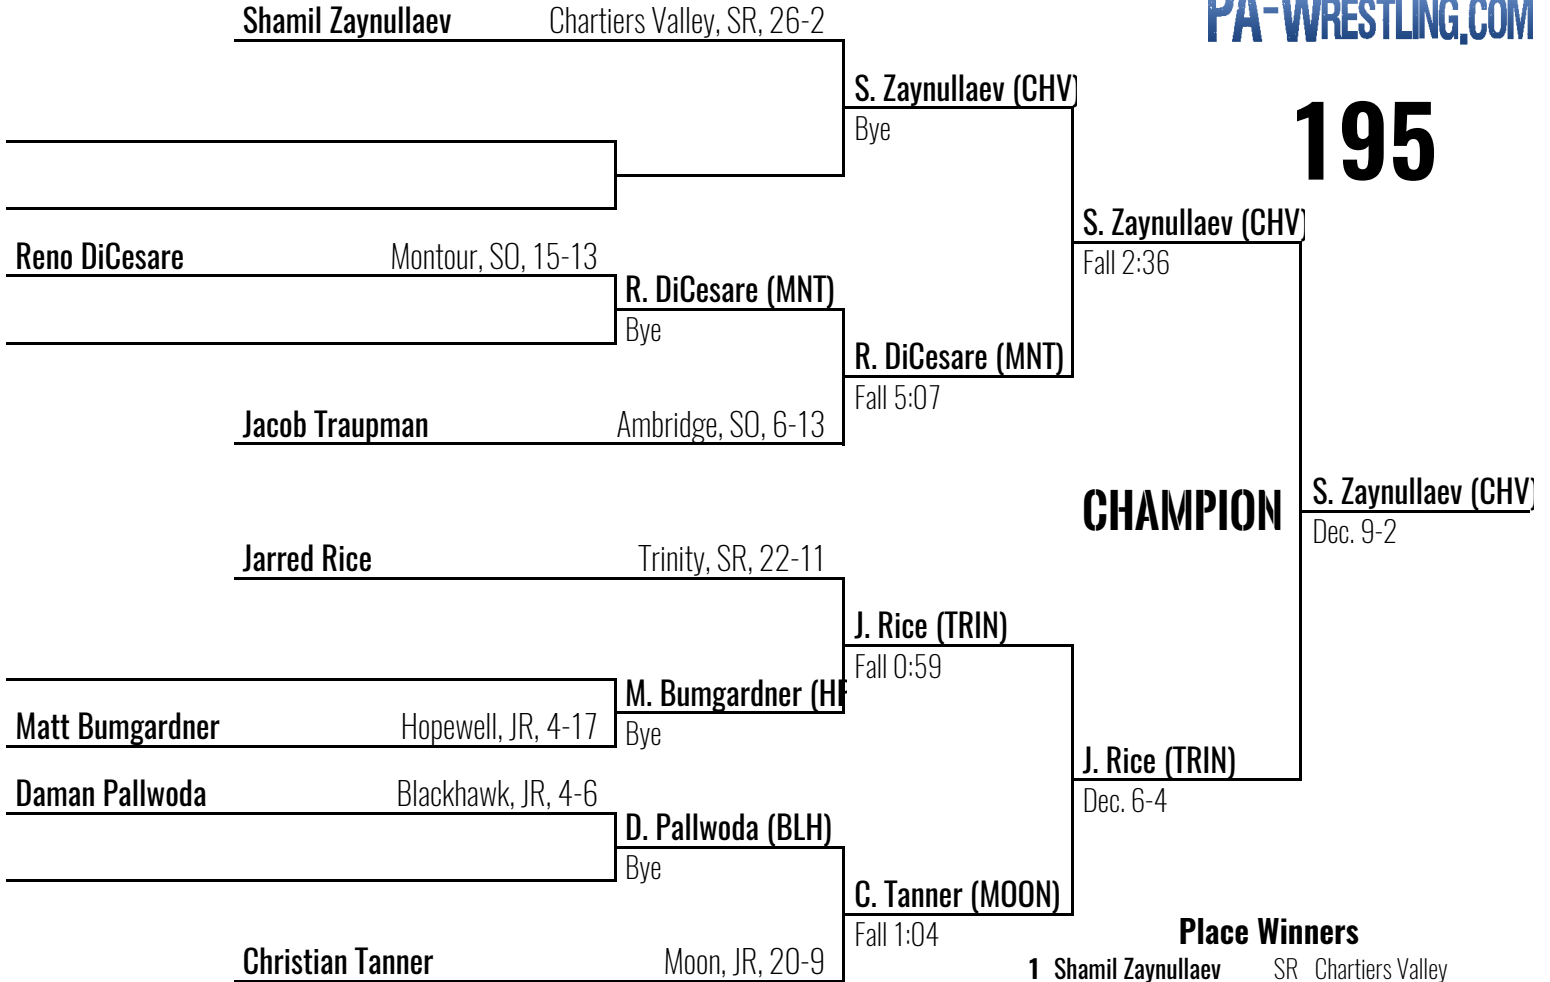 PA-WRESTLING.COM
195
Shamil Zaynullaev Chartiers Valley, SR, 26-2
S. Zaynullaev (CHV)
Bye
S. Zaynullaev (CHV)
Fall 2:36
Reno DiCesare Montour, SO, 15-13
R. DiCesare (MNT)
Bye
R. DiCesare (MNT)
Fall 5:07
Jacob Traupman Ambridge, SO, 6-13
CHAMPION
S. Zaynullaev (CHV)
Dec. 9-2
Jarred Rice Trinity, SR, 22-11
J. Rice (TRIN)
Fall 0:59
M. Bumgardner (H
Bye
Matt Bumgardner Hopewell, JR, 4-17
J. Rice (TRIN)
Dec. 6-4
Daman Pallwoda Blackhawk, JR, 4-6
D. Pallwoda (BLH)
Bye
C. Tanner (MOON)
Fall 1:04
Christian Tanner Moon, JR, 20-9
Place Winners
1 Shamil Zaynullaev SR Chartiers Valley